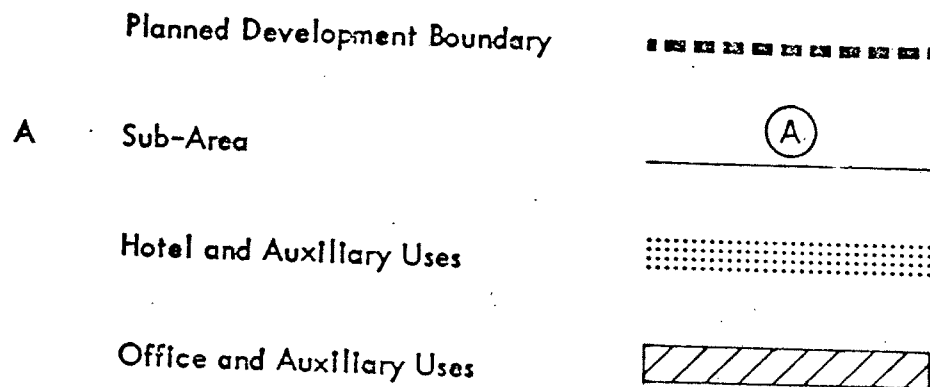 Planned Development Boundary
A Sub-Area A
Hotel and Auxiliary Uses
Office and Auxiliary Uses